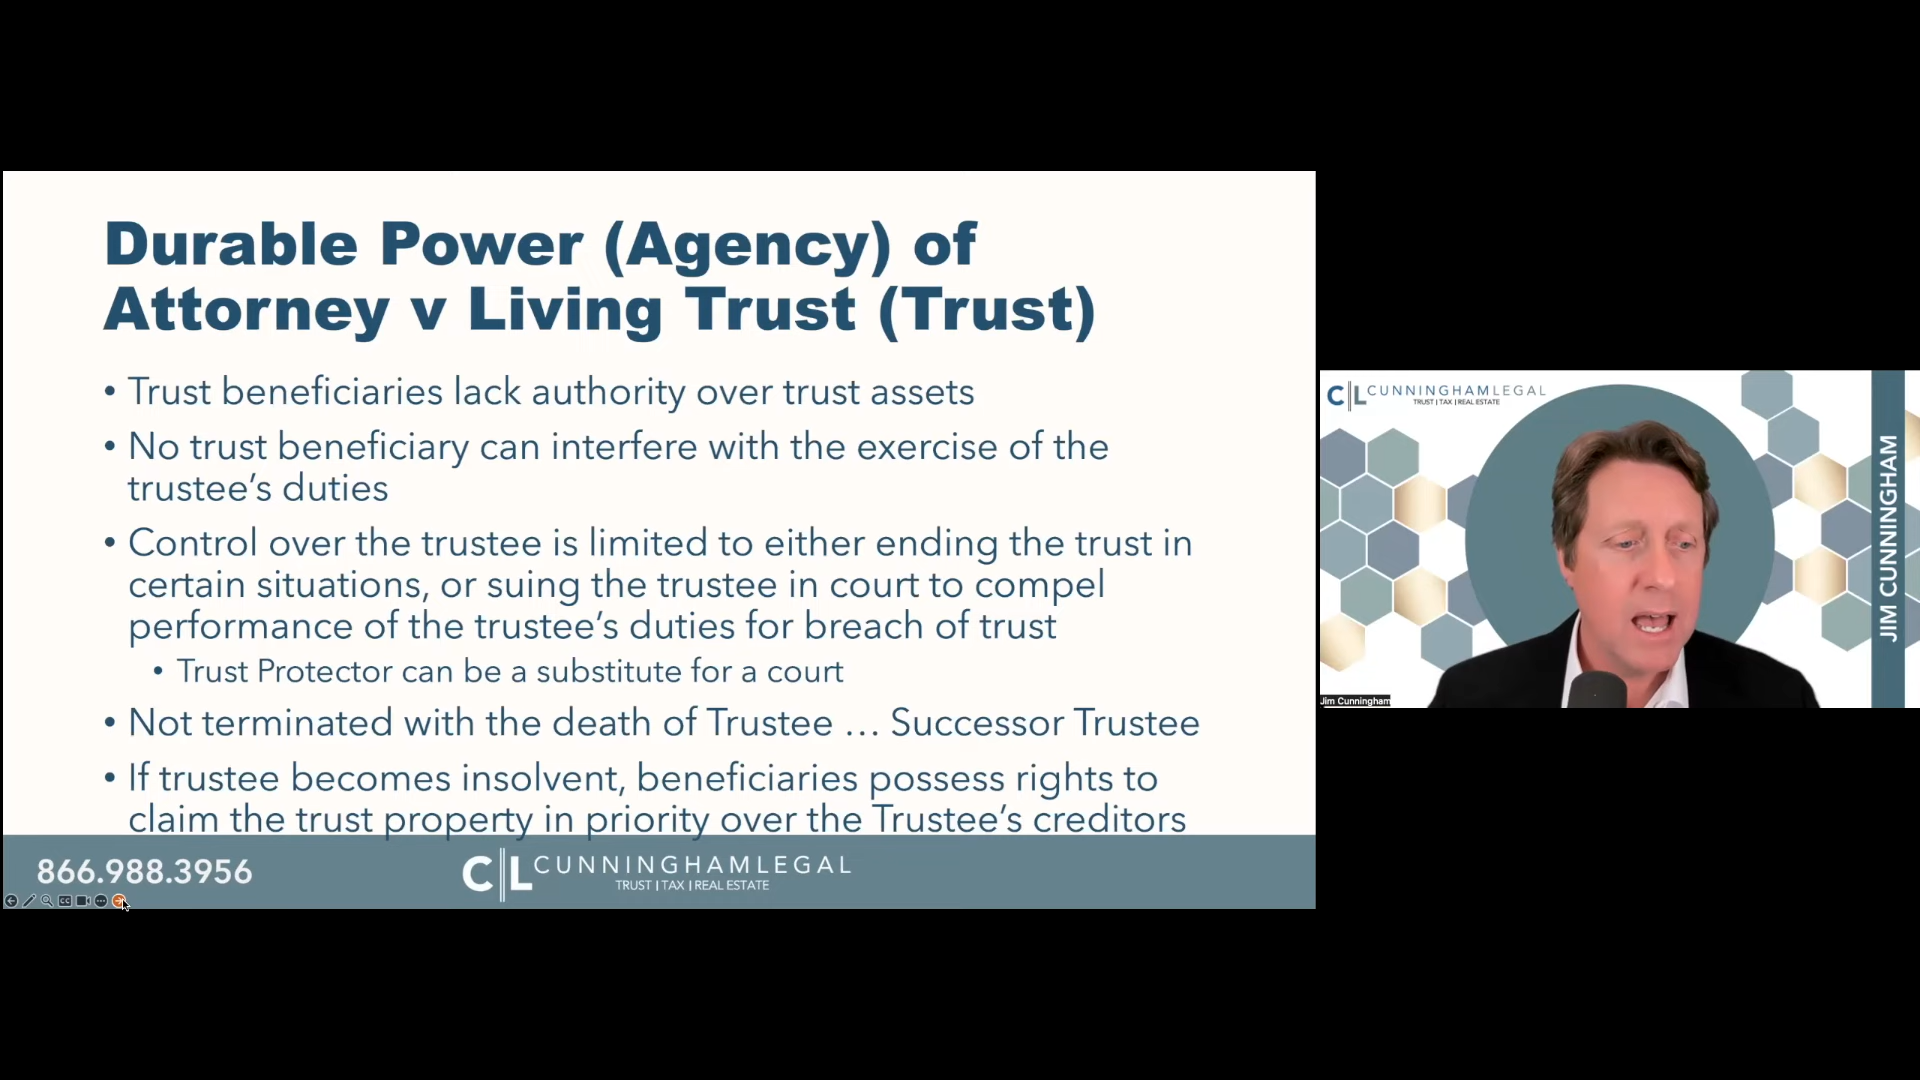 Durable Power (Agency) of
Attorney v Living Trust (Trust)
• Trust beneficiaries lack authority over trust assets
• No trust beneficiary can interfere with the exercise of the
trustee's duties
• Control over the trustee is limited to either ending the trust in
certain situations, or suing the trustee in court to compel
performance of the trustee's duties for breach of trust
• Trust Protector can be a substitute for a court
• Not terminated with the death of Trustee … Successor Trustee
• If trustee becomes insolvent, beneficiaries possess rights to
claim the trust property in priority over the Trustee's creditors
866.988.3956
CL CUNNINGHAMLEGAL
TRUST | TAX | REAL ESTATE
CL CUNNINGHAMLEGAL
TRUST | TAX | REAL ESTATE
JIM CUNNINGHAM
Jim Cunningham